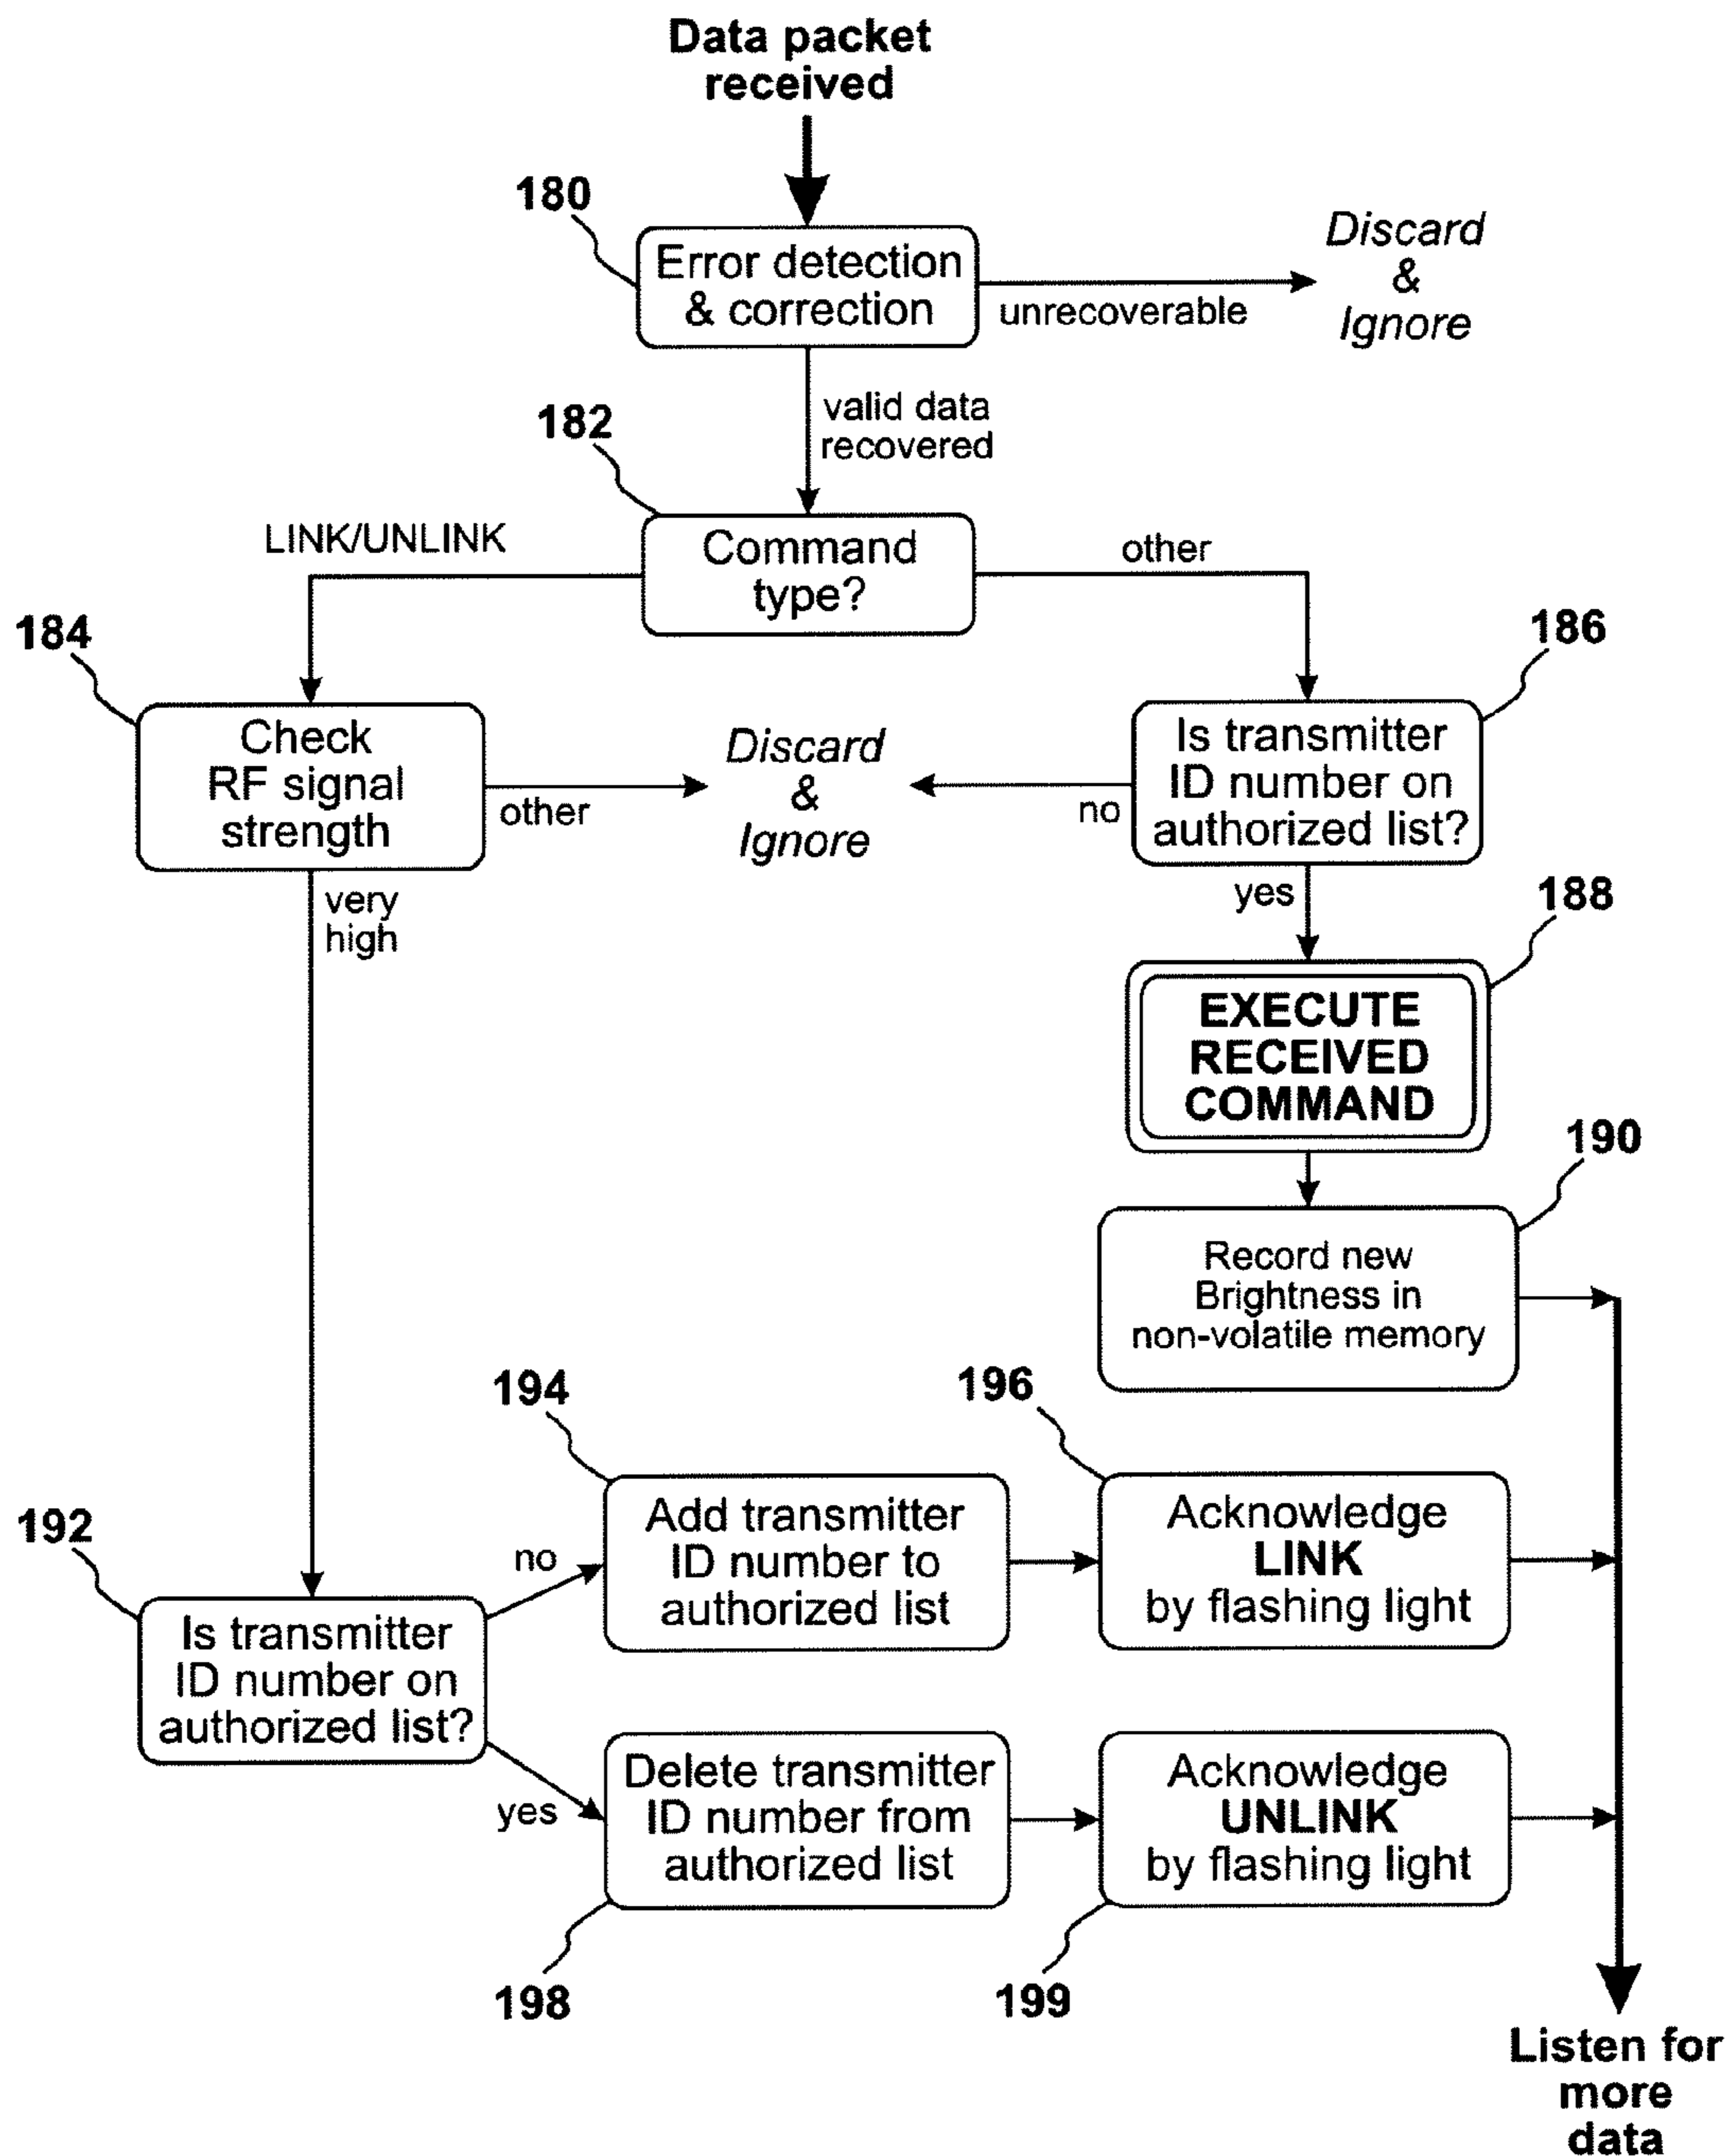 Data packet
received
180
Error detection
& correction
unrecoverable
Discard
&
Ignore
valid data
recovered
182
Command
type?
LINK/UNLINK
other
184
Check
RF signal
strength
other
Discard
&
Ignore
186
Is transmitter
ID number on
authorized list?
no
yes
very
high
188
EXECUTE
RECEIVED
COMMAND
190
Record new
Brightness in
non-volatile memory
192
Is transmitter
ID number on
authorized list?
no
194
Add transmitter
ID number to
authorized list
196
Acknowledge
LINK
by flashing light
yes
Delete transmitter
ID number from
authorized list
198
Acknowledge
UNLINK
by flashing light
199
Listen for
more
data